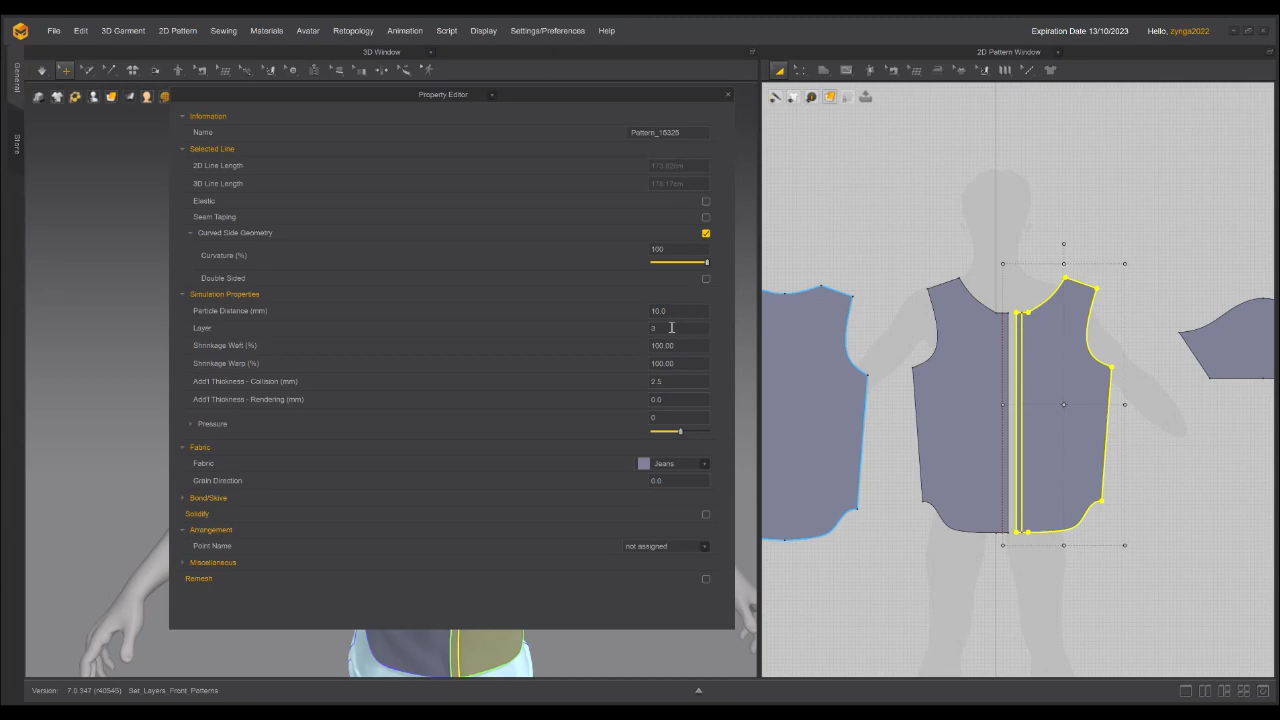 File Edit 3D Garment 2D Pattern Sewing Materials Avatar Retopology Animation Script Display Settings/Preferences Help Expiration Date 13/10/2023 Hello, zynga2022
3D Window 2D Pattern Window
General
Store
Property Editor
Information
Name Pattern_15325
Selected Line
2D Line Length 173.82cm
3D Line Length 173.17cm
Elastic
Seam Taping
Curved Side Geometry
Curvature (%) 100
Double Sided
Simulation Properties
Particle Distance (mm) 10.0
Layer 3
Shrinkage Weft (%) 100.00
Shrinkage Warp (%) 100.00
Add'l Thickness - Collision (mm) 2.5
Add'l Thickness - Rendering (mm) 0.0
Pressure 0
Fabric
Fabric Jeans
Grain Direction 0.0
Bond/Skive
Solidify
Arrangement
Point Name not assigned
Miscellaneous
Remesh
Version: 7.0.347 (r40545) Set_Layers_Front_Patterns